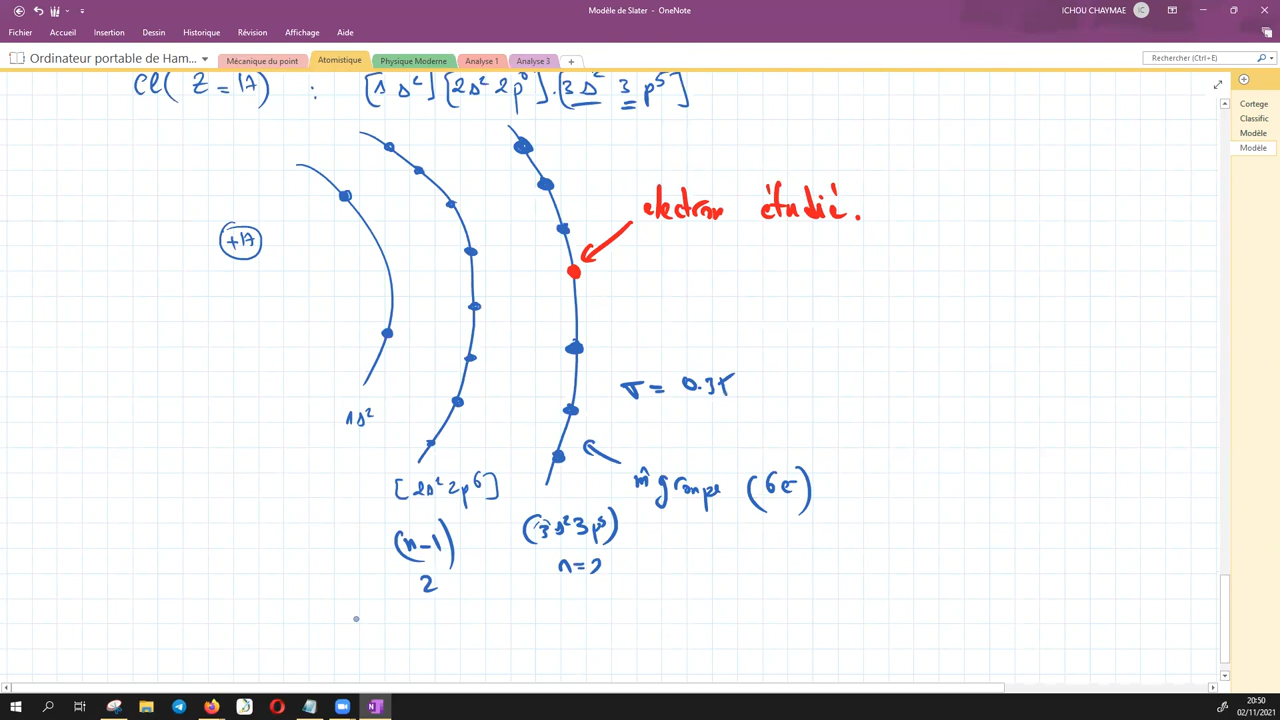 Modèle de Slater - OneNote
ICHOU CHAYMAE
IC
Fichier Accueil Insertion Dessin Historique Révision Affichage Aide
Ordinateur portable de Ham...
Mécanique du point
Atomistique
Physique Moderne
Analyse 1
Analyse 3
Rechercher (Ctrl+E)
Cortege
Classific
Modèle
Modèle
Cl( Z = 17) : [1s²][2s² 2p⁶].[3s² 3p⁵]
electron étudié.
+17
σ = 0.35
1s²
[2s² 2p⁶]
m̂ groupe (6e⁻)
(3s² 3p⁵)
(n-1)
n=
2
20:50
02/11/2021